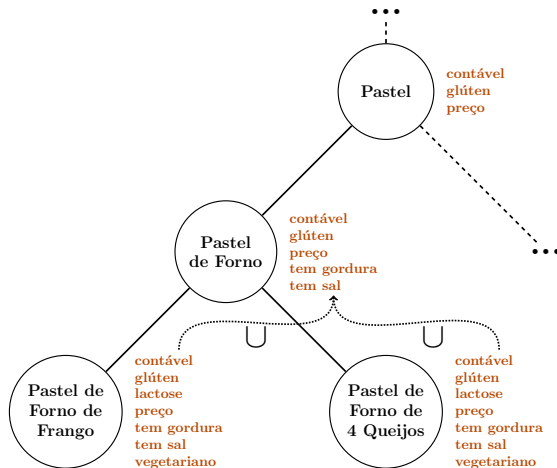 ...
Pastel
contável
glúten
preço
...
Pastel
de Forno
contável
glúten
preço
tem gordura
tem sal
Pastel de
Forno de
Frango
contável
glúten
lactose
preço
tem gordura
tem sal
vegetariano
Pastel de
Forno de
4 Queijos
contável
glúten
lactose
preço
tem gordura
tem sal
vegetariano